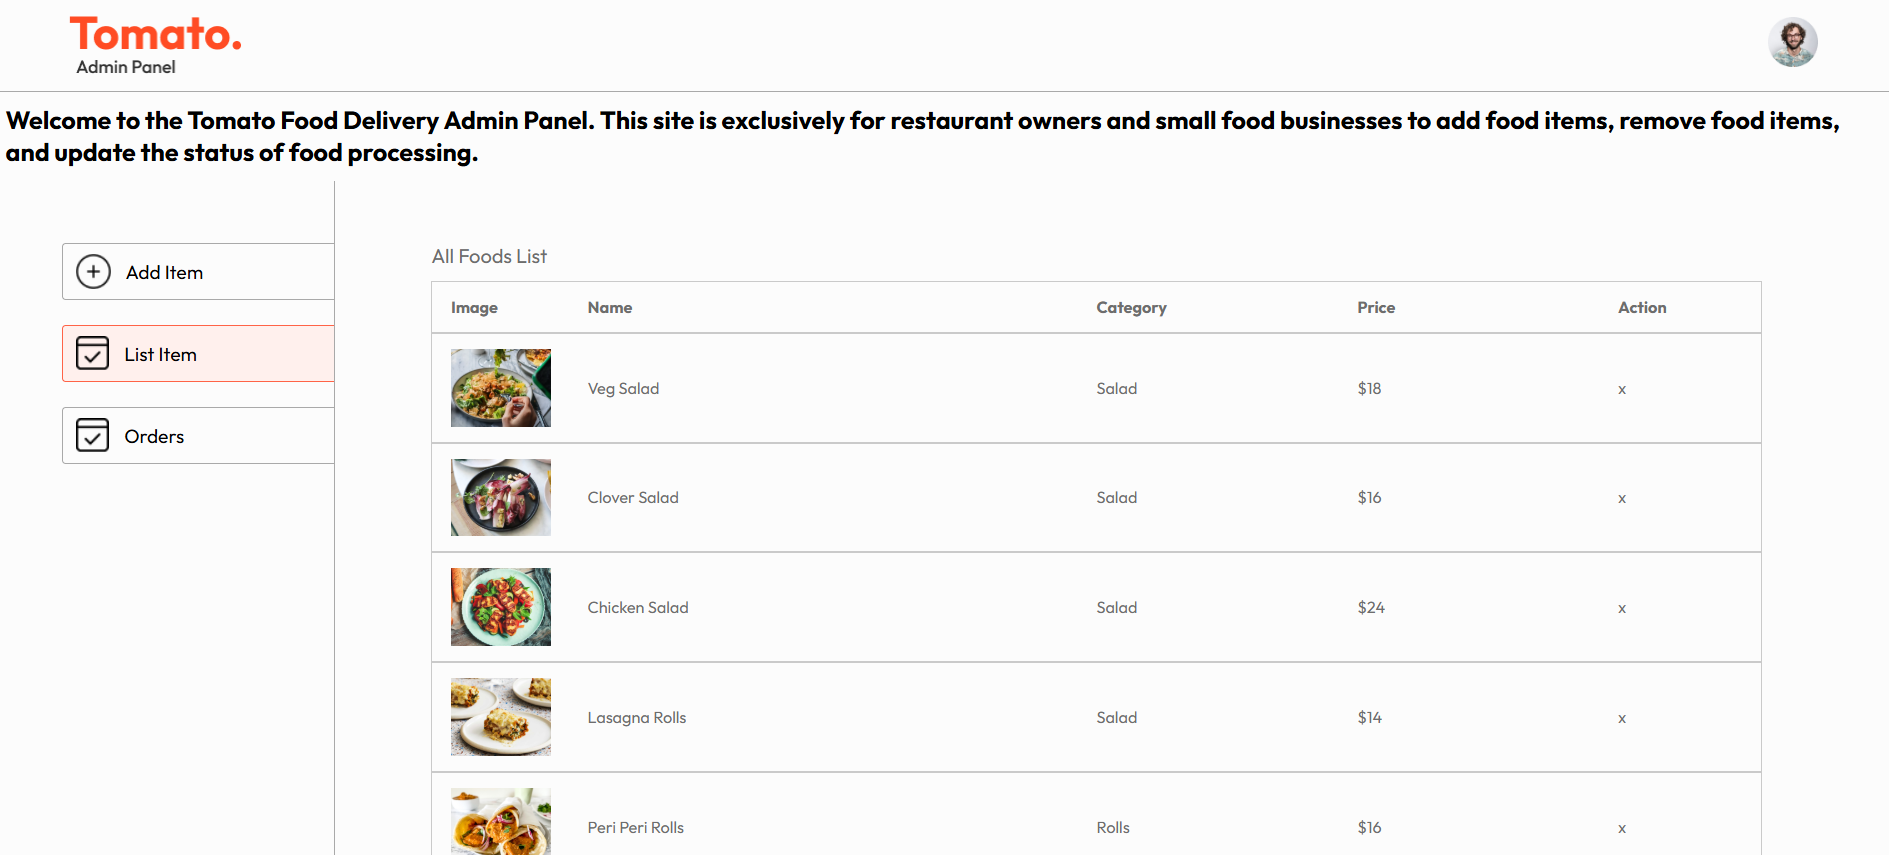 Tomato.
Admin Panel
Welcome to the Tomato Food Delivery Admin Panel. This site is exclusively for restaurant owners and small food businesses to add food items, remove food items,
and update the status of food processing.
Add Item
List Item
Orders
All Foods List
Image Name Category Price Action
Veg Salad Salad $18 x
Clover Salad Salad $16 x
Chicken Salad Salad $24 x
Lasagna Rolls Salad $14 x
Peri Peri Rolls Rolls $16 x